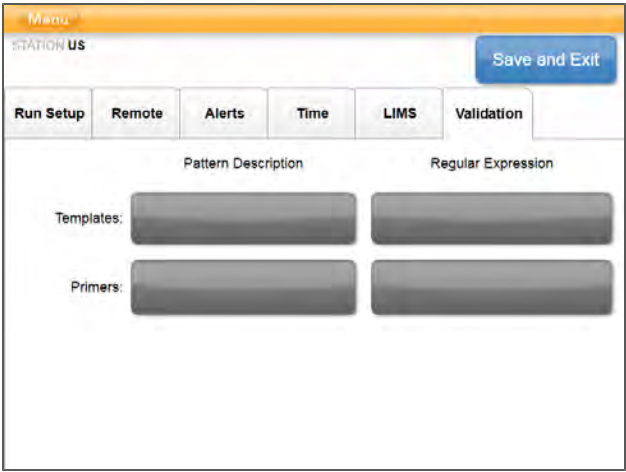 Menu
STATION US
Save and Exit
Run Setup Remote Alerts Time LIMS Validation
Pattern Description Regular Expression
Templates:
Primers: